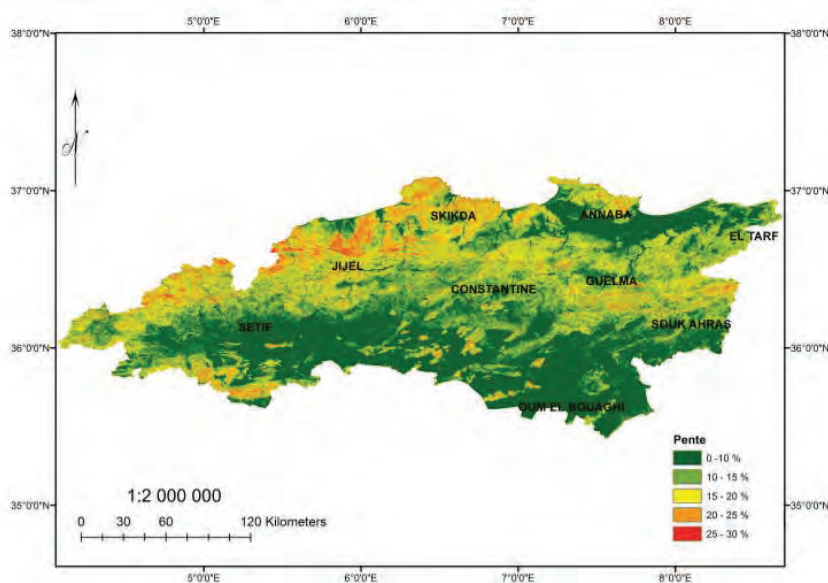 5°0'0"E 6°0'0"E 7°0'0"E 8°0'0"E
38°0'0"N 38°0'0"N
37°0'0"N 37°0'0"N
SKIKDA ANNABA
EL TARF
JIJEL
GUELMA
CONSTANTINE
SETIF SOUK AHRAS
36°0'0"N 36°0'0"N
OUM EL BOUAGHI
Pente
0 -10 %
10 - 15 %
15 - 20 %
20 - 25 %
25 - 30 %
1:2 000 000
35°0'0"N 35°0'0"N
0 30 60 120 Kilometers
5°0'0"E 6°0'0"E 7°0'0"E 8°0'0"E